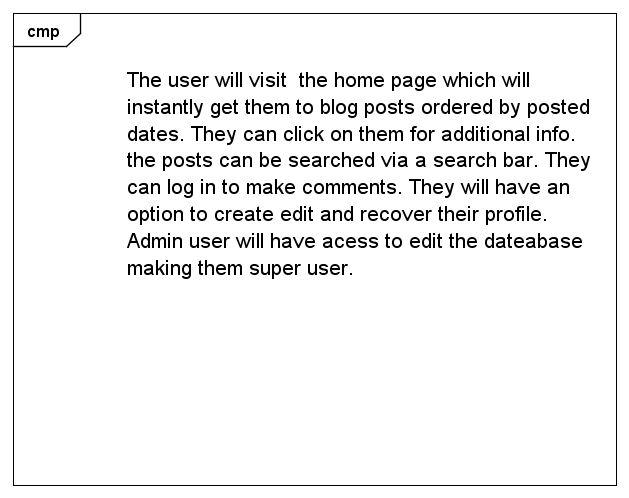 cmp
The user will visit  the home page which will
instantly get them to blog posts ordered by posted
dates. They can click on them for additional info.
the posts can be searched via a search bar. They
can log in to make comments. They will have an
option to create edit and recover their profile.
Admin user will have acess to edit the dateabase
making them super user.